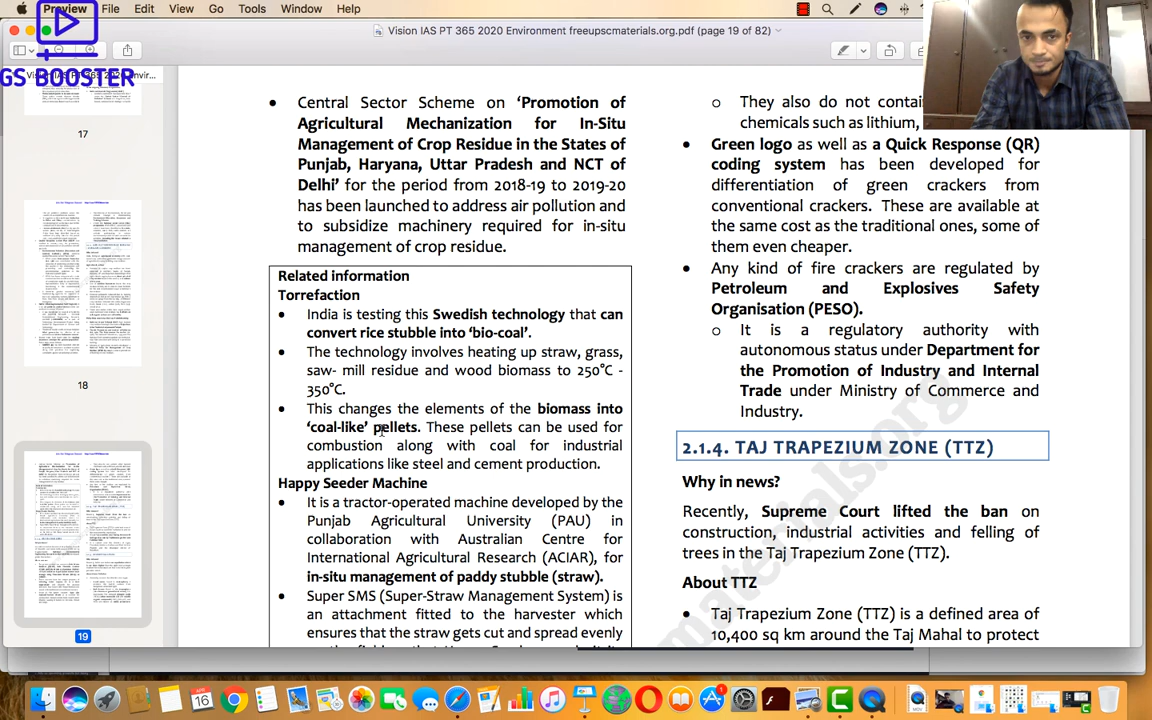 Preview File Edit View Go Tools Window Help
Vision IAS PT 365 2020 Environment freeupscmaterials.org.pdf (page 19 of 82)
GS BOOSTER
17
18
19
APR
16
• Central Sector Scheme on ‘Promotion of
Agricultural Mechanization for In-Situ
Management of Crop Residue in the States of
Punjab, Haryana, Uttar Pradesh and NCT of
Delhi’ for the period from 2018-19 to 2019-20
has been launched to address air pollution and
to subsidize machinery required for in-situ
management of crop residue.
Related information
Torrefaction
• India is testing this Swedish technology that can
convert rice stubble into ‘bio-coal’.
• The technology involves heating up straw, grass,
saw- mill residue and wood biomass to 250°C -
350°C.
• This changes the elements of the biomass into
‘coal-like’ pellets. These pellets can be used for
combustion along with coal for industrial
applications like steel and cement production.
Happy Seeder Machine
• It is a tractor-operated machine developed by the
Punjab Agricultural University (PAU) in
collaboration with Australian Centre for
International Agricultural Research (ACIAR), for
in-situ management of paddy stubble (straw).
• Super SMS (Super-Straw Management System) is
an attachment fitted to the harvester which
ensures that the straw gets cut and spread evenly
o They also do not contai
chemicals such as lithium,
• Green logo as well as a Quick Response (QR)
coding system has been developed for
differentiation of green crackers from
conventional crackers. These are available at
the same cost as the traditional ones, some of
them even cheaper.
• Any kind of fire crackers are regulated by
Petroleum and Explosives Safety
Organisation (PESO).
o It is a regulatory authority with
autonomous status under Department for
the Promotion of Industry and Internal
Trade under Ministry of Commerce and
Industry.
2.1.4. TAJ TRAPEZIUM ZONE (TTZ)
Why in news?
Recently, Supreme Court lifted the ban on
construction, industrial activities and felling of
trees in the Taj Trapezium Zone (TTZ).
About TTZ
• Taj Trapezium Zone (TTZ) is a defined area of
10,400 sq km around the Taj Mahal to protect